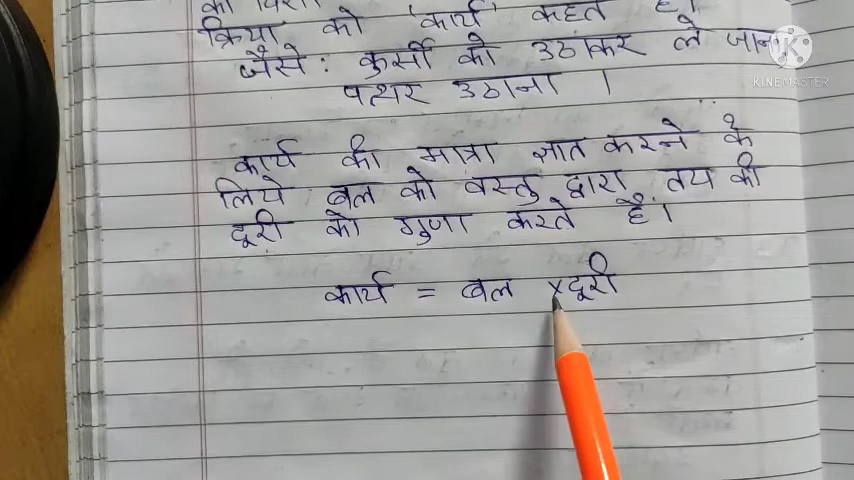 क्रिया को 'कार्य' कहते है।
जैसे: कुर्सी को उठाकर ले जाना
पत्थर उठाना ।
कार्य की मात्रा ज्ञात करने के
लिये बल को वस्तु द्वारा तय की
दूरी को गुणा करते है।
कार्य = बल x दूरी
KINEMASTER